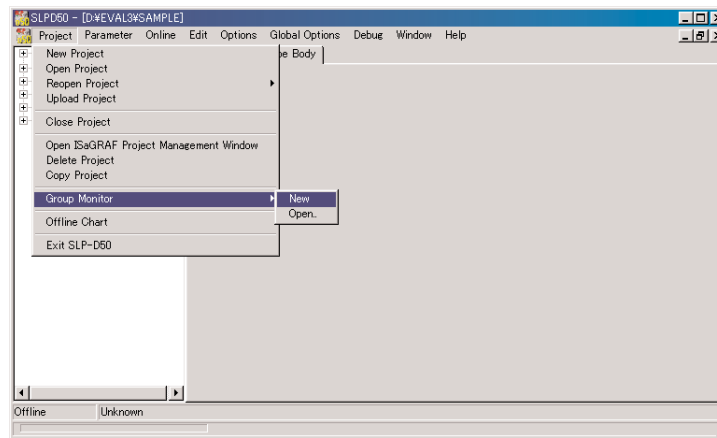 SLPD50 - [D:¥EVAL3¥SAMPLE]
Project Parameter Online Edit Options Global Options Debug Window Help
New Project
Open Project
Reopen Project
Upload Project
Close Project
Open ISaGRAF Project Management Window
Delete Project
Copy Project
Group Monitor
New
Open..
Offline Chart
Exit SLP-D50
Body
Offline Unknown